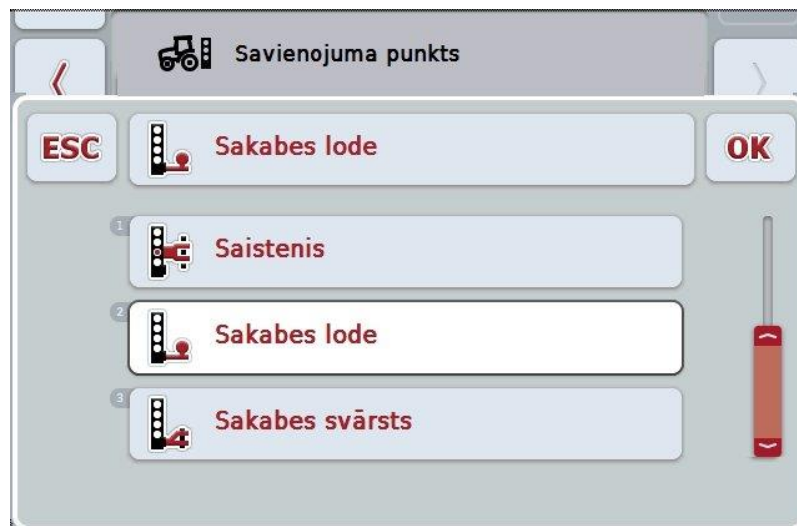 Savienojuma punkts
ESC
Sakabes lode
OK
1
Saistenis
2
Sakabes lode
3
Sakabes svārsts